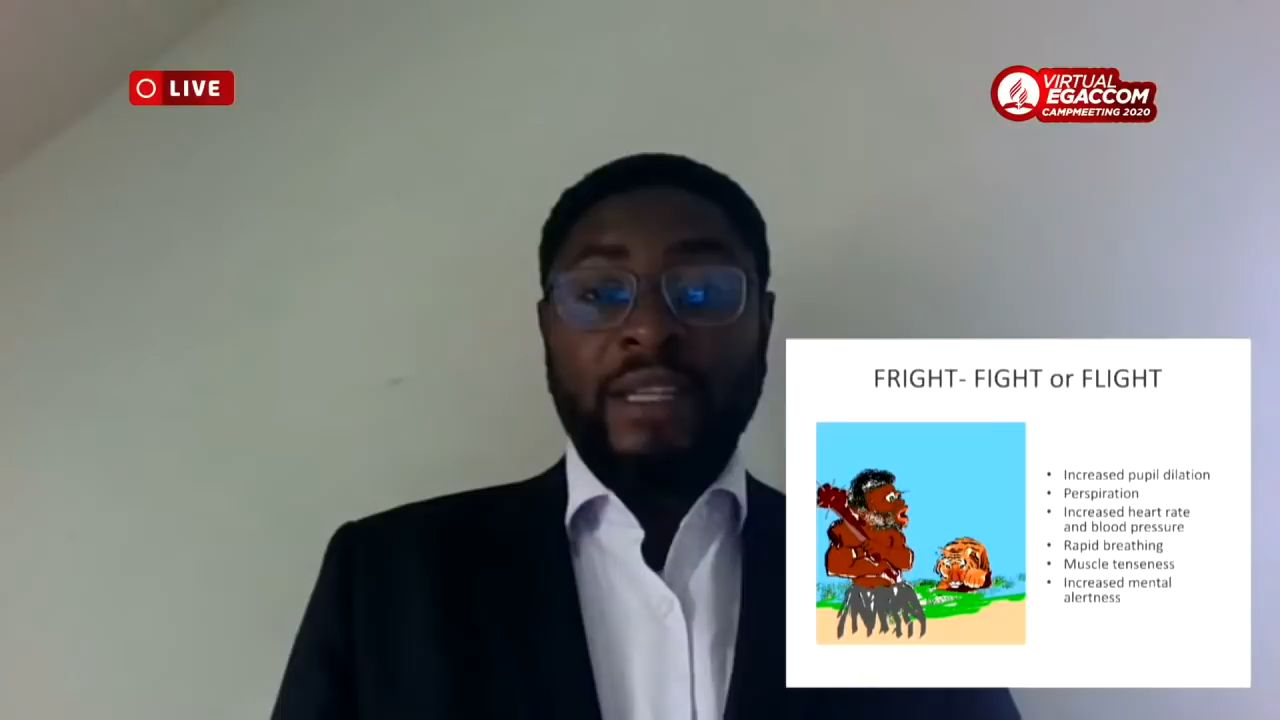 LIVE
VIRTUAL
EGACCOM
CAMPMEETING 2020
FRIGHT- FIGHT or FLIGHT
• Increased pupil dilation
• Perspiration
• Increased heart rate
and blood pressure
• Rapid breathing
• Muscle tenseness
• Increased mental
alertness